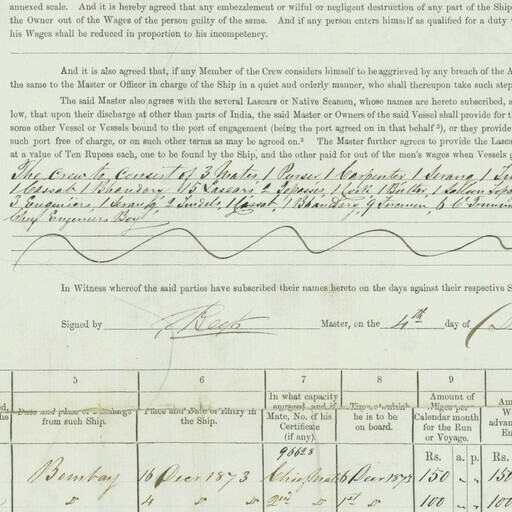 annexed scale. And it is hereby agreed that any embezzlement or wilful or negligent destruction of any part of the Ship
the Owner out of the Wages of the person guilty of the same. And if any person enters himself as qualified for a duty
his Wages shall be reduced in proportion to his incompetency.
And it is also agreed that, if any Member of the Crew considers himself to be aggrieved by any breach of the A
the same to the Master or Officer in charge of the Ship in a quiet and orderly manner, who shall thereupon take such step
The said Master also agrees with the several Lascars or Native Seamen, whose names are hereto subscribed, a
low, that upon their discharge at other than parts of India, the said Master or Owners of the said Vessel shall provide for t
some other Vessel or Vessels bound to the port of engagement (being the port agreed on in that behalf ²), or they provide
such port free of charge, or on such other terms as may be agreed on.³ The Master further agrees to provide the Lasca
at a value of Ten Rupees each, one to be found by the Ship, and the other paid for out of the men's wages when Vessels
The Crew to consist of 3 Mates, 1 Purser, 1 Carpenter, 1 Serang, 1
1 Cassab 1 Bhandary 15 Lascars 2 Topasses, 1 Cook 1 Butler, 1 Saloon
3 Engineers, 1 Serang, 2 Tindels, 1 Cassab, 1 Bhandary, 9 Firemen, 6
Chief Engineers Boy
In Witness whereof the said parties have subscribed their names hereto on the days against their respective S
Signed by Master, on the 4th day of
5 6 7 8 9
In what capacity Amount of Am
Date and place of Discharge from such Ship. Place and Date of Entry in the Ship. Mate, No. of his Certificate (if any). Time at which he is to be on board. Wages per Calendar month for the Run or Voyage.
96628 Rs. a. p. Rs.
Bombay 16 Decr 1873 Chief Mate 6 Decr 1873 150 " " 150
" 4 " " 2nd " 1st " 100 " " 100